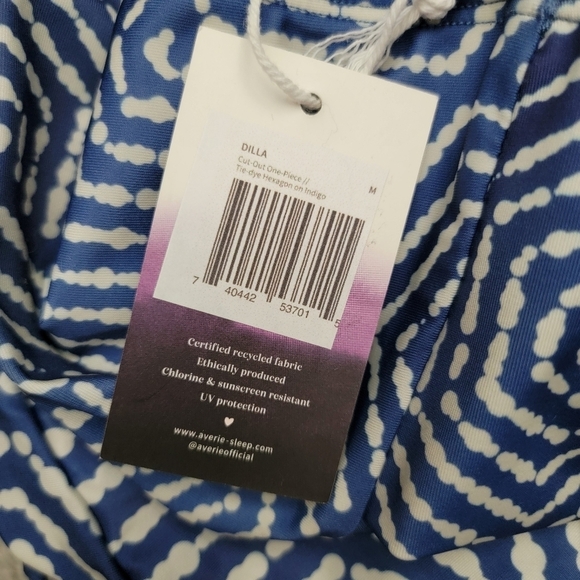 DILLA
Cut-Out One-Piece //
Tie-dye Hexagon on Indigo
M
7 40442 53701 5
Certified recycled fabric
Ethically produced
Chlorine & sunscreen resistant
UV protection
www.averie-sleep.com
@averieofficial